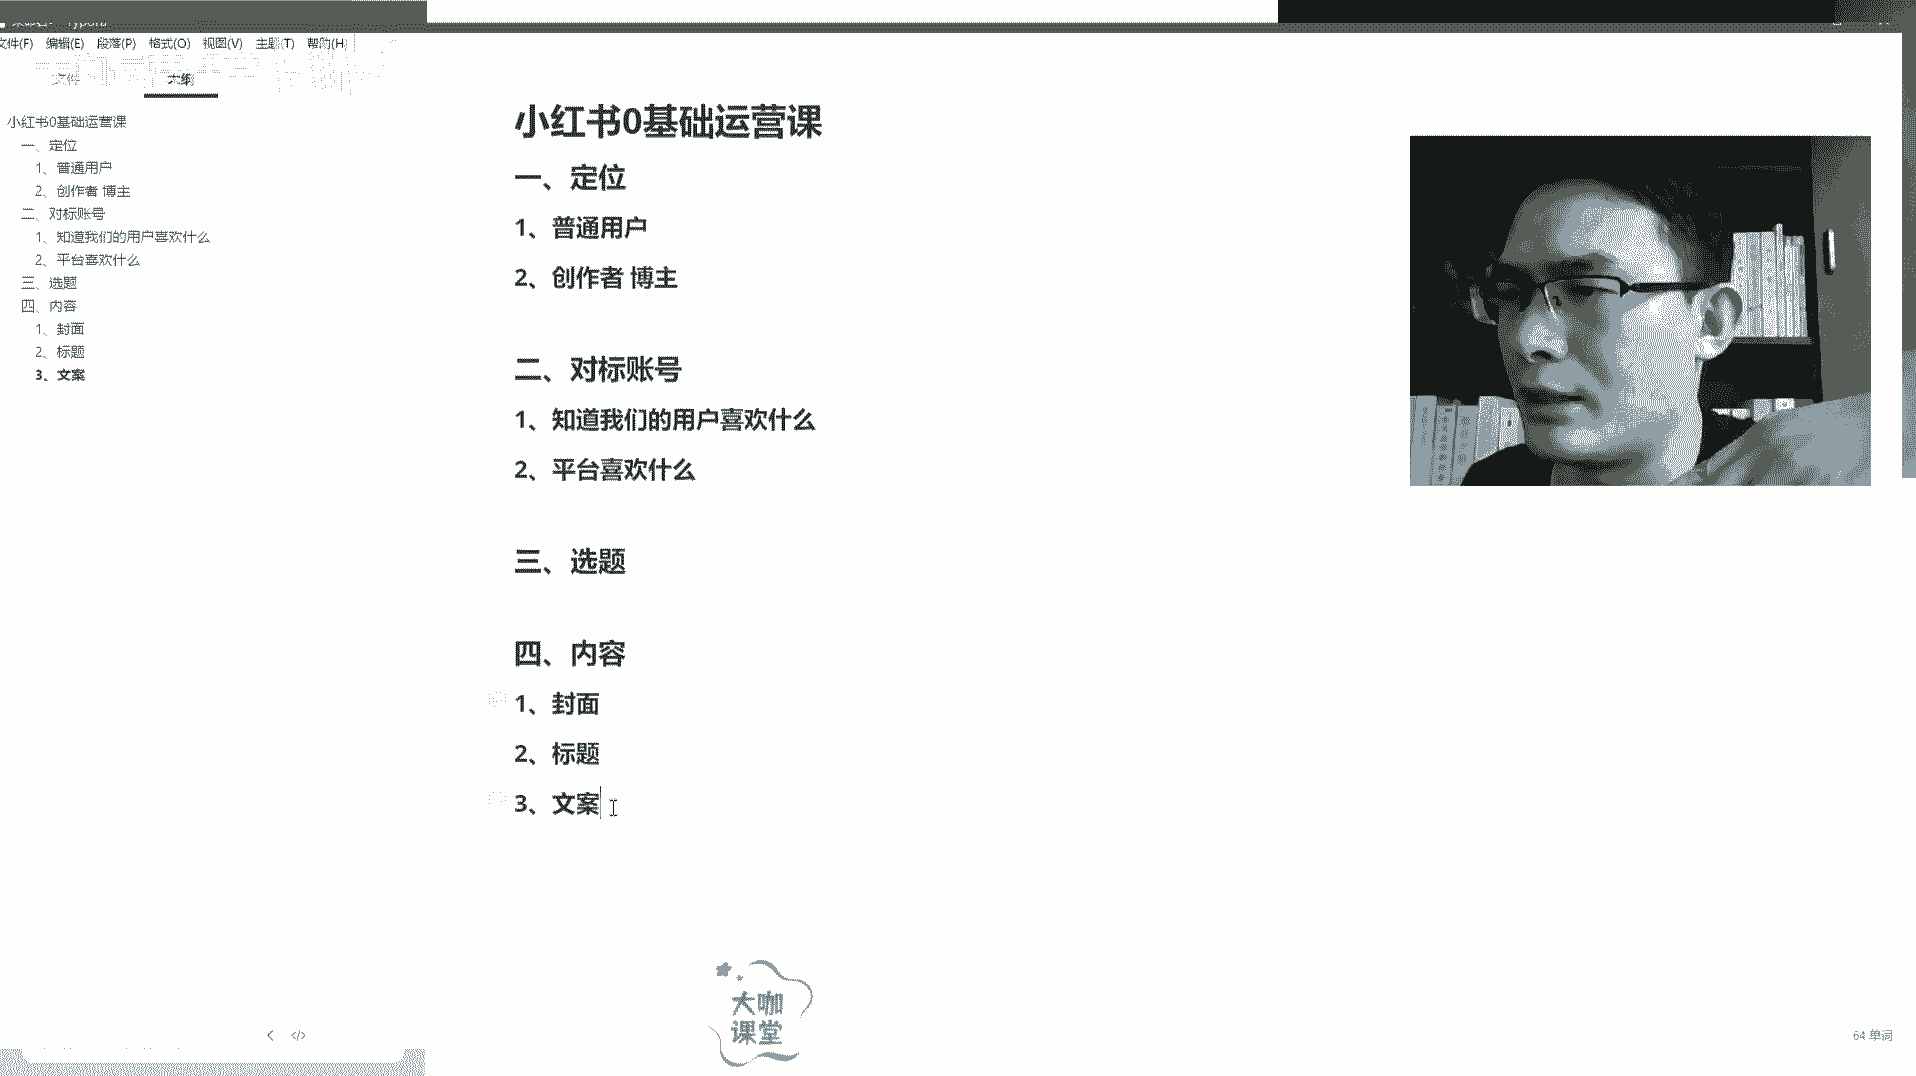 文件(F) 编辑(E) 段落(P) 格式(O) 视图(V) 主题(T) 帮助(H)
文件 大纲
小红书0基础运营课
一、定位
1、普通用户
2、创作者 博主
二、对标账号
1、知道我们的用户喜欢什么
2、平台喜欢什么
三、选题
四、内容
1、封面
2、标题
3、文案
小红书0基础运营课
一、定位
1、普通用户
2、创作者 博主
二、对标账号
1、知道我们的用户喜欢什么
2、平台喜欢什么
三、选题
四、内容
1、封面
2、标题
3、文案
大咖
课堂
64 单词